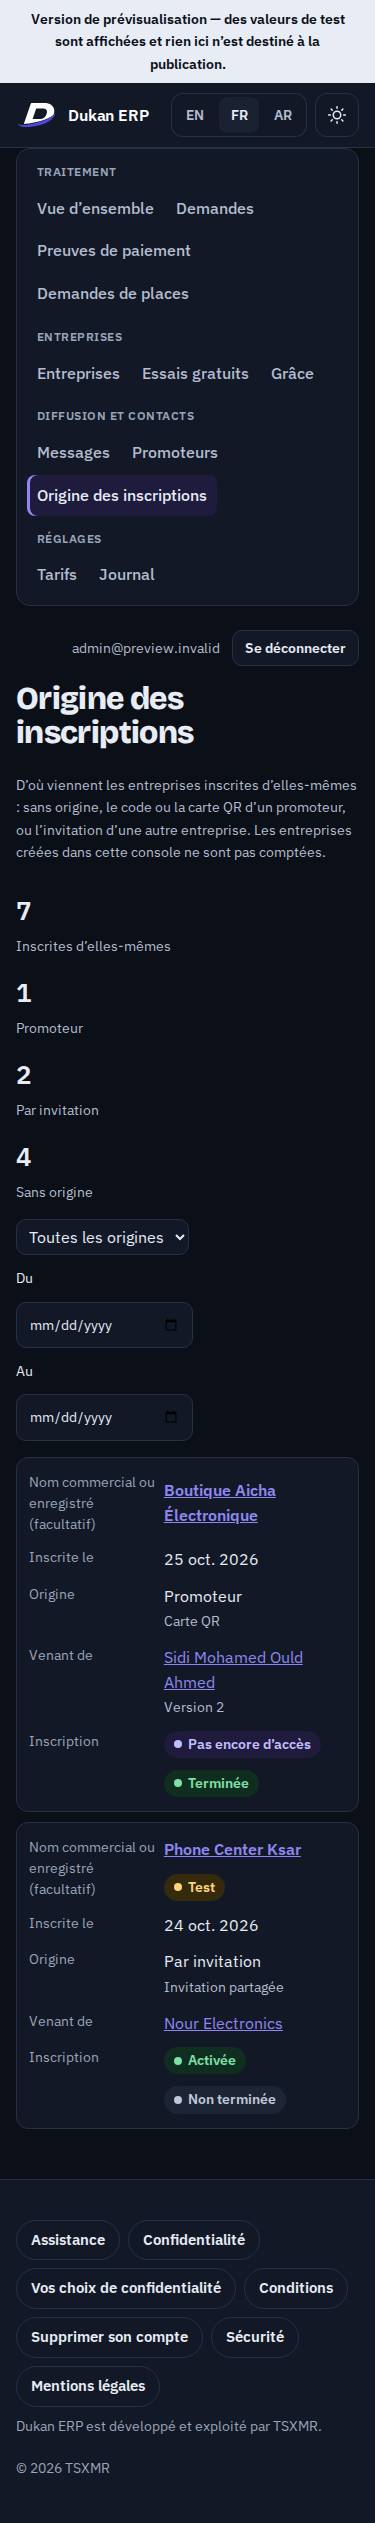 Version de prévisualisation — des valeurs de test
sont affichées et rien ici n’est destiné à la
publication.
Dukan ERP
EN FR AR
TRAITEMENT
Vue d’ensemble Demandes
Preuves de paiement
Demandes de places
ENTREPRISES
Entreprises Essais gratuits Grâce
DIFFUSION ET CONTACTS
Messages Promoteurs
Origine des inscriptions
RÉGLAGES
Tarifs Journal
admin@preview.invalid Se déconnecter
Origine des
inscriptions
D’où viennent les entreprises inscrites d’elles-mêmes
: sans origine, le code ou la carte QR d’un promoteur,
ou l’invitation d’une autre entreprise. Les entreprises
créées dans cette console ne sont pas comptées.
7
Inscrites d’elles-mêmes
1
Promoteur
2
Par invitation
4
Sans origine
Toutes les origines
Du
mm/dd/yyyy
Au
mm/dd/yyyy
Nom commercial ou
enregistré
(facultatif)
Boutique Aicha
Électronique
Inscrite le 25 oct. 2026
Origine Promoteur
Carte QR
Venant de Sidi Mohamed Ould
Ahmed
Version 2
Inscription Pas encore d’accès
Terminée
Nom commercial ou
enregistré
(facultatif)
Phone Center Ksar
Test
Inscrite le 24 oct. 2026
Origine Par invitation
Invitation partagée
Venant de Nour Electronics
Inscription Activée
Non terminée
Assistance Confidentialité
Vos choix de confidentialité Conditions
Supprimer son compte Sécurité
Mentions légales
Dukan ERP est développé et exploité par TSXMR.
© 2026 TSXMR